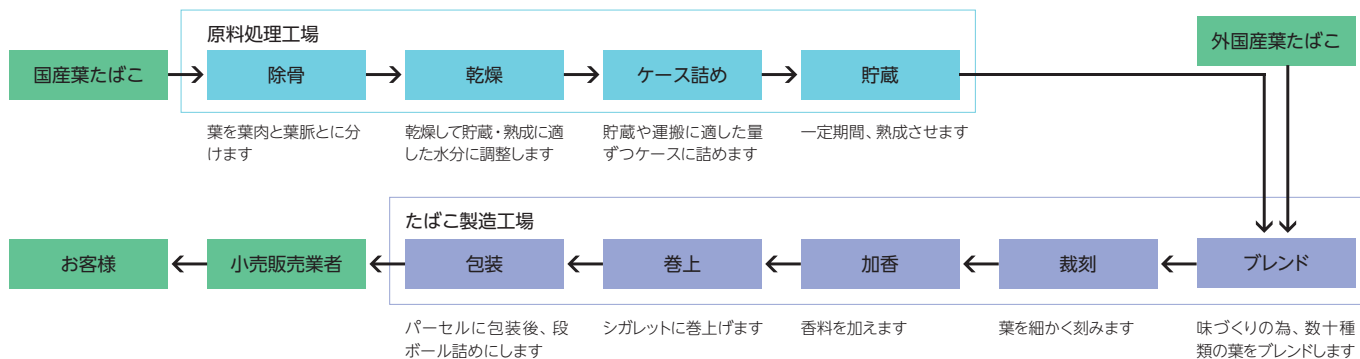 原料処理工場
外国産葉たばこ
国産葉たばこ
除骨
乾燥
ケース詰め
貯蔵
葉を葉肉と葉脈とに分
けます
乾燥して貯蔵・熟成に適
した水分に調整します
貯蔵や運搬に適した量
ずつケースに詰めます
一定期間、熟成させます
たばこ製造工場
お客様
小売販売業者
包装
巻上
加香
裁刻
ブレンド
パーセルに包装後、段
ボール詰めにします
シガレットに巻上げます
香料を加えます
葉を細かく刻みます
味づくりの為、数十種
類の葉をブレンドします